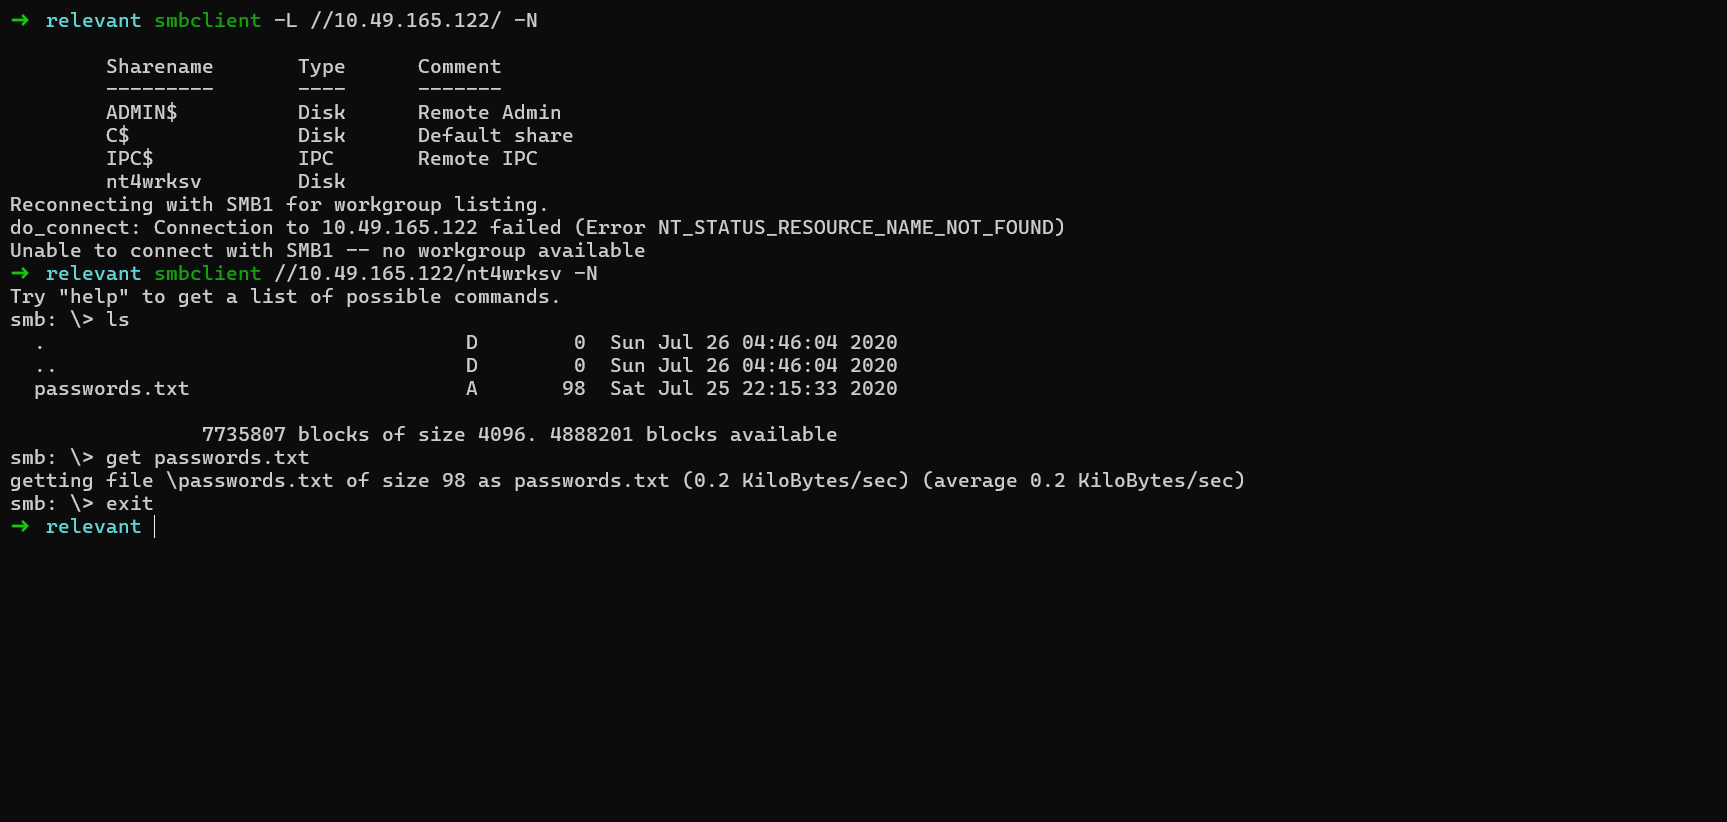 ➜ relevant smbclient -L //10.49.165.122/ -N

        Sharename       Type      Comment
        ---------       ----      -------
        ADMIN$          Disk      Remote Admin
        C$              Disk      Default share
        IPC$            IPC       Remote IPC
        nt4wrksv        Disk
Reconnecting with SMB1 for workgroup listing.
do_connect: Connection to 10.49.165.122 failed (Error NT_STATUS_RESOURCE_NAME_NOT_FOUND)
Unable to connect with SMB1 -- no workgroup available
➜ relevant smbclient //10.49.165.122/nt4wrksv -N
Try "help" to get a list of possible commands.
smb: \> ls
  .                                   D        0  Sun Jul 26 04:46:04 2020
  ..                                  D        0  Sun Jul 26 04:46:04 2020
  passwords.txt                       A       98  Sat Jul 25 22:15:33 2020

                7735807 blocks of size 4096. 4888201 blocks available
smb: \> get passwords.txt
getting file \passwords.txt of size 98 as passwords.txt (0.2 KiloBytes/sec) (average 0.2 KiloBytes/sec)
smb: \> exit
➜ relevant